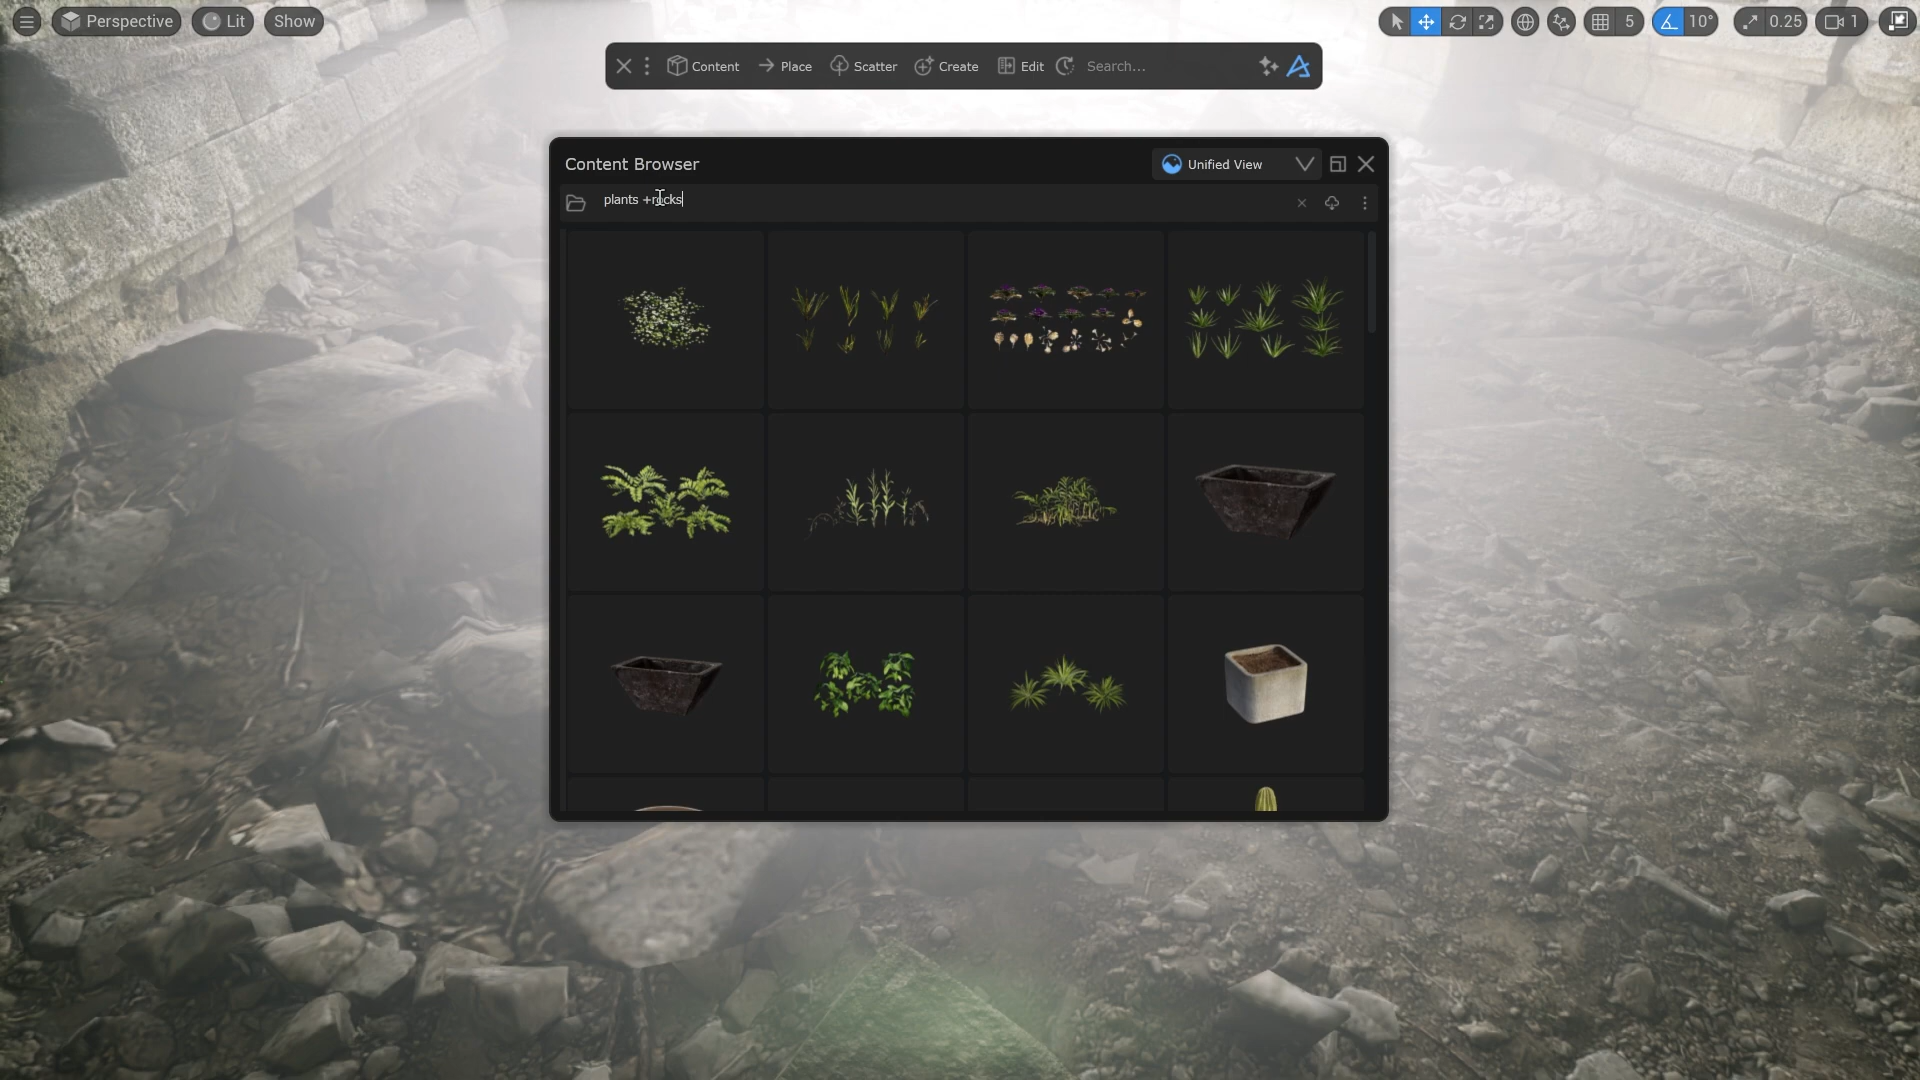 Perspective Lit Show 5 10° 0.25 1
Content Place Scatter Create Edit Search...
Content Browser Unified View
plants +rocks